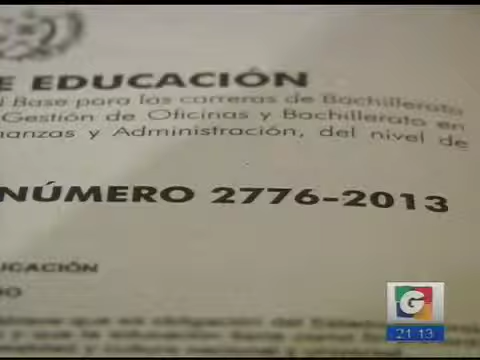 E EDUCACIÓN
l Base para las carreras de Bachillerato
Gestión de Oficinas y Bachillerato en
nanzas y Administración, del nivel de
NÚMERO 2776-2013
UCACIÓN
DO
G
21:13